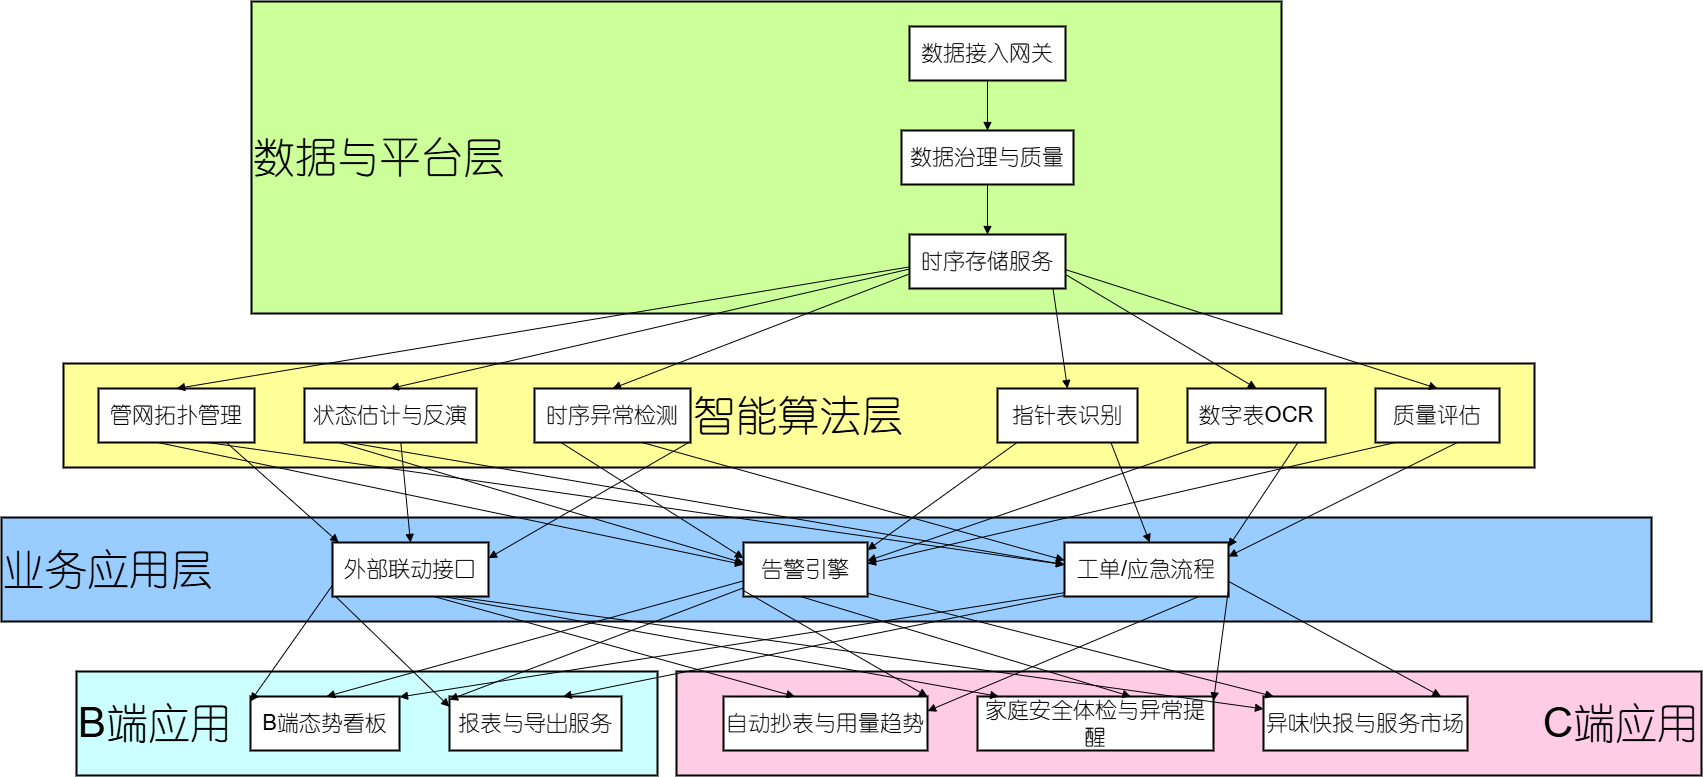 数据接入网关
数据与平台层
数据治理与质量
时序存储服务
管网拓扑管理
状态估计与反演
时序异常检测
智能算法层
指针表识别
数字表OCR
质量评估
业务应用层
外部联动接口
告警引擎
工单/应急流程
B端应用
B端态势看板
报表与导出服务
自动抄表与用量趋势
家庭安全体检与异常提
醒
异味快报与服务市场
C端应用